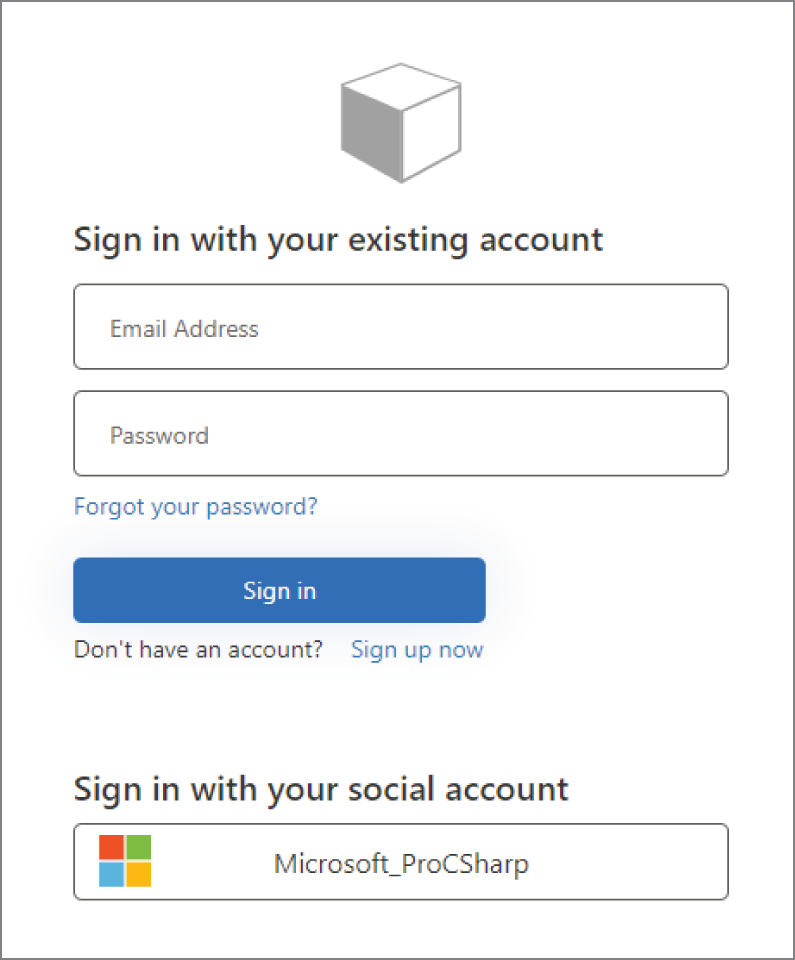 Sign in with your existing account
Email Address
Password
Forgot your password?
Sign in
Don't have an account? Sign up now
Sign in with your social account
Microsoft_ProCSharp